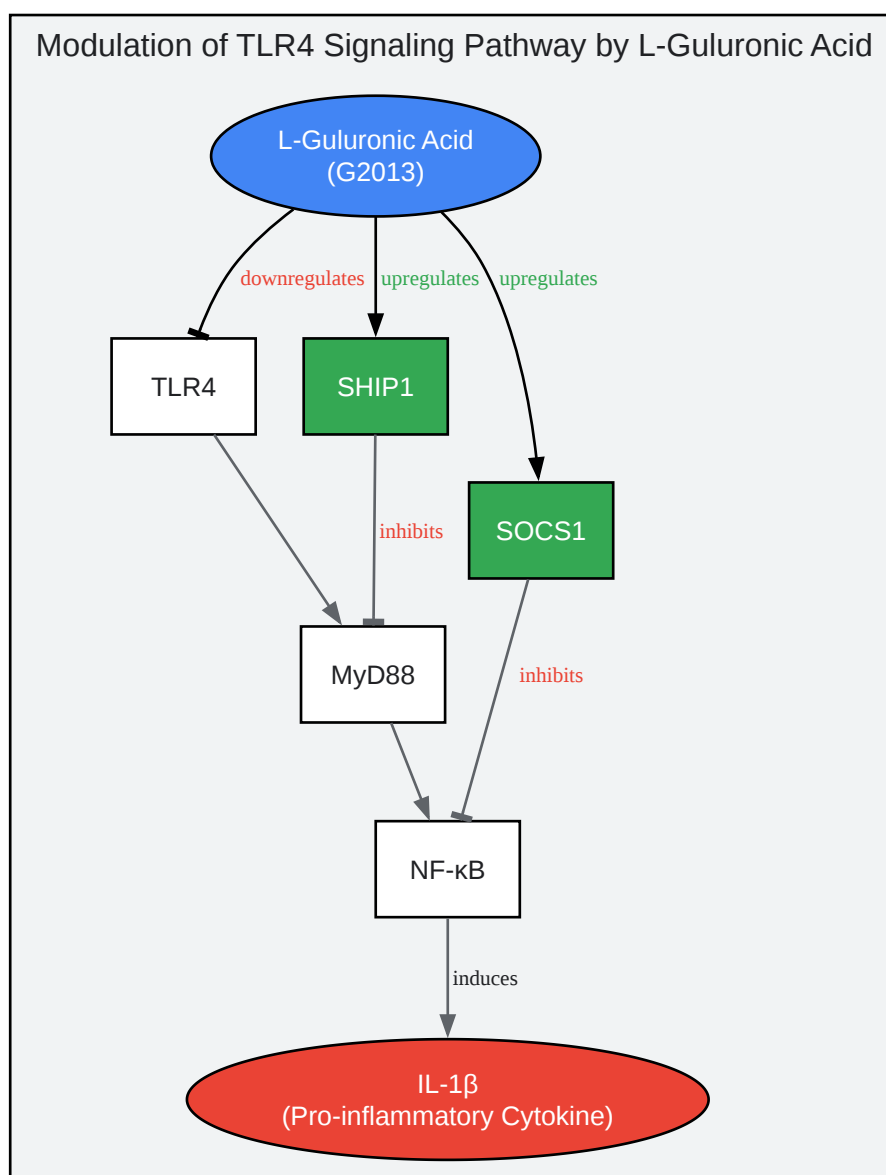 Modulation of TLR4 Signaling Pathway by L-Guluronic Acid
L-Guluronic Acid
(G2013)
downregulates
upregulates
upregulates
TLR4
SHIP1
SOCS1
inhibits
MyD88
inhibits
NF-κB
induces
IL-1β
(Pro-inflammatory Cytokine)